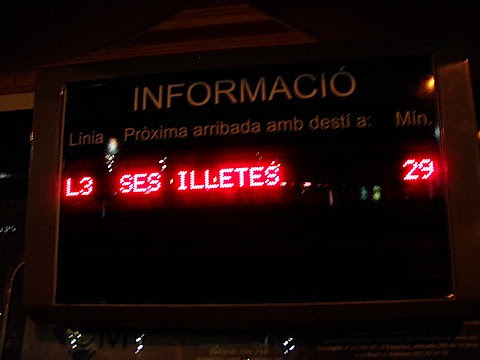 INFORMACIÓ
Línia Pròxima arribada amb destí a: Min.
L3 SES ILLETES 29